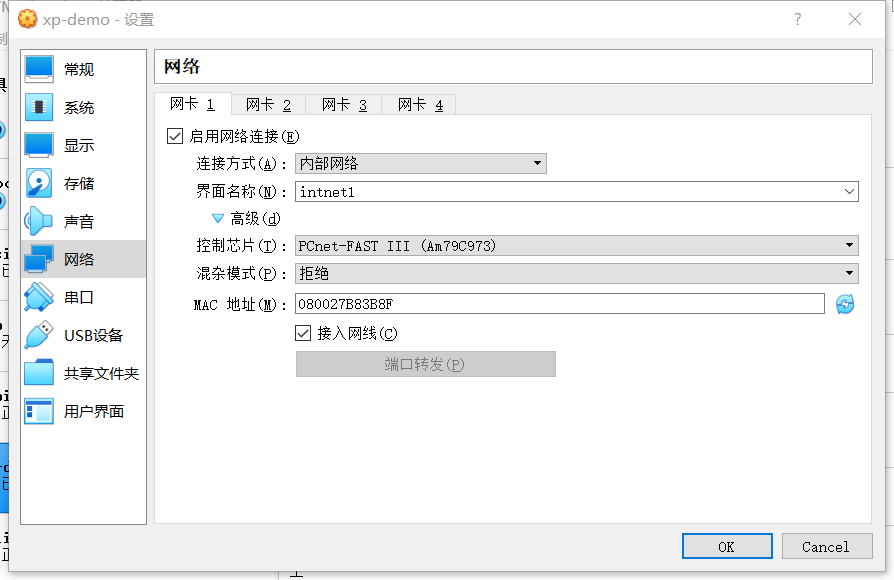 xp-demo - 设置
?
常规
系统
显示
存储
声音
网络
串口
USB设备
共享文件夹
用户界面
网络
网卡 1 网卡 2 网卡 3 网卡 4
启用网络连接(E)
连接方式(A): 内部网络
界面名称(N): intnet1
高级(d)
控制芯片(T): PCnet-FAST III (Am79C973)
混杂模式(P): 拒绝
MAC 地址(M): 080027B83B8F
接入网线(C)
端口转发(P)
OK Cancel